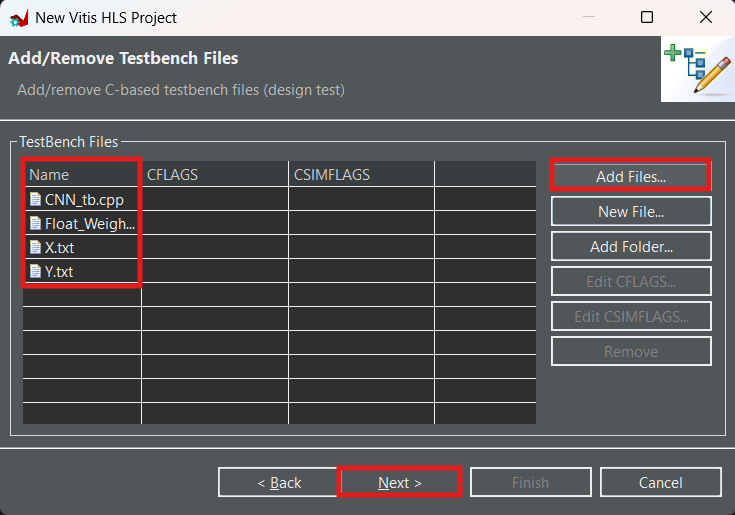 New Vitis HLS Project
Add/Remove Testbench Files
Add/remove C-based testbench files (design test)
TestBench Files
Name CFLAGS CSIMFLAGS
CNN_tb.cpp
Float_Weigh...
X.txt
Y.txt
Add Files...
New File...
Add Folder...
Edit CFLAGS...
Edit CSIMFLAGS...
Remove
< Back Next > Finish Cancel